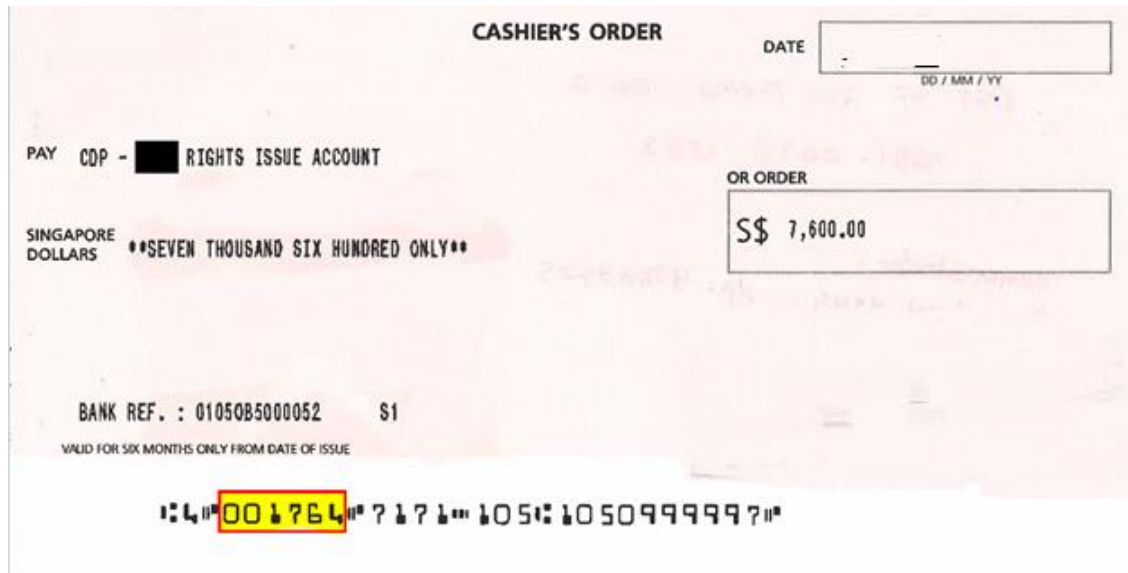 CASHIER'S ORDER
DATE
DD / MM / YY
PAY CDP - RIGHTS ISSUE ACCOUNT
OR ORDER
SINGAPORE DOLLARS **SEVEN THOUSAND SIX HUNDRED ONLY**
S$ 7,600.00
BANK REF. : 01050B5000052 S1
VALID FOR SIX MONTHS ONLY FROM DATE OF ISSUE
⑆4⑈001764⑈7171⑉105⑆1050999997⑈